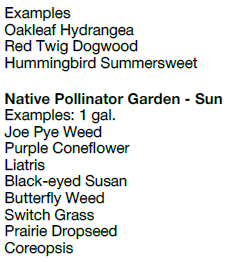 Examples
Oakleaf Hydrangea
Red Twig Dogwood
Hummingbird Summersweet
Native Pollinator Garden - Sun
Examples: 1 gal.
Joe Pye Weed
Purple Coneflower
Liatris
Black-eyed Susan
Butterfly Weed
Switch Grass
Prairie Dropseed
Coreopsis